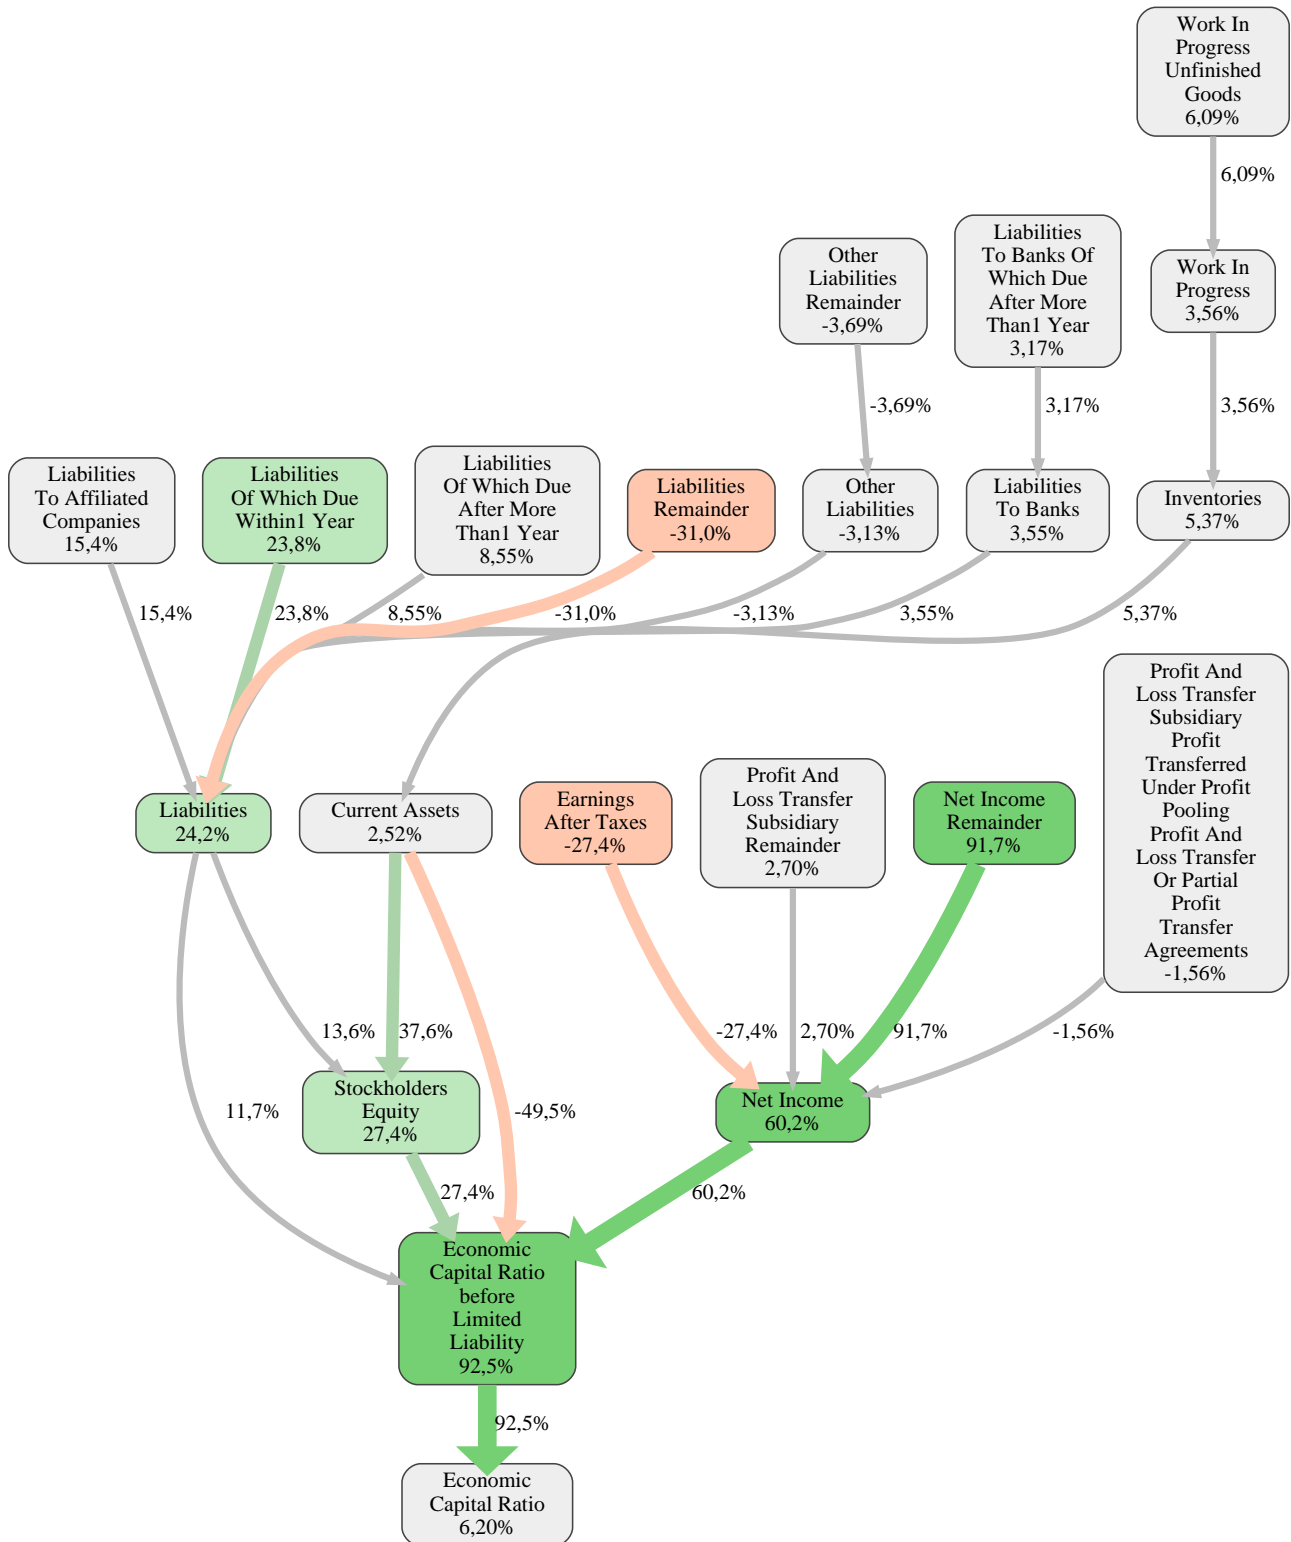 Work In
Progress
Unfinished
Goods
6,09%
6,09%
Other
Liabilities
Remainder
-3,69%
Liabilities
To Banks Of
Which Due
After More
Than1 Year
3,17%
Work In
Progress
3,56%
-3,69%
3,17%
3,56%
Liabilities
To Affiliated
Companies
15,4%
Liabilities
Of Which Due
Within1 Year
23,8%
Liabilities
Of Which Due
After More
Than1 Year
8,55%
Liabilities
Remainder
-31,0%
Other
Liabilities
-3,13%
Liabilities
To Banks
3,55%
Inventories
5,37%
15,4%
23,8%
8,55%
-31,0%
-3,13%
3,55%
5,37%
Liabilities
24,2%
Current Assets
2,52%
Earnings
After Taxes
-27,4%
Profit And
Loss Transfer
Subsidiary
Remainder
2,70%
Net Income
Remainder
91,7%
Profit And
Loss Transfer
Subsidiary
Profit
Transferred
Under Profit
Pooling
Profit And
Loss Transfer
Or Partial
Profit
Transfer
Agreements
-1,56%
13,6%
37,6%
-27,4%
2,70%
91,7%
-1,56%
Stockholders
Equity
27,4%
Net Income
60,2%
11,7%
-49,5%
27,4%
60,2%
Economic
Capital Ratio
before
Limited
Liability
92,5%
92,5%
Economic
Capital Ratio
6,20%